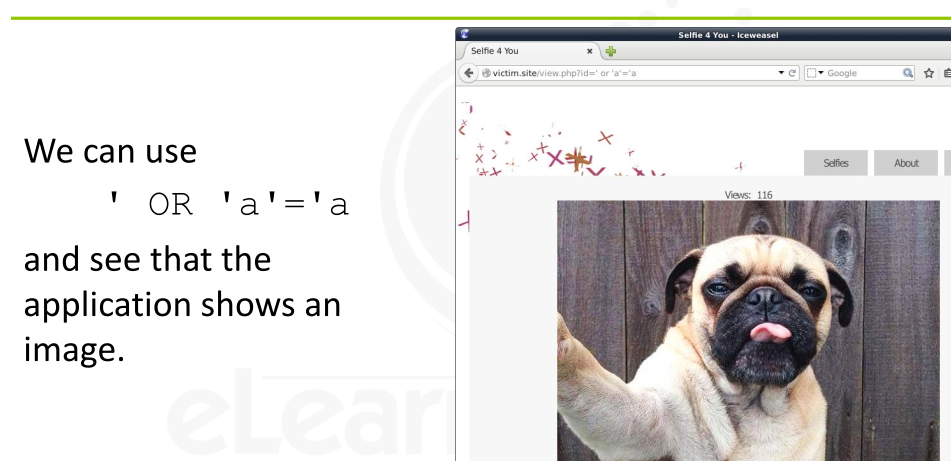 We can use
' OR 'a'='a
and see that the
application shows an
image.
Selfie 4 You - Iceweasel
Selfie 4 You
victim.site/view.php?id=' or 'a'='a
Google
Selfies
About
Views: 116
eLear